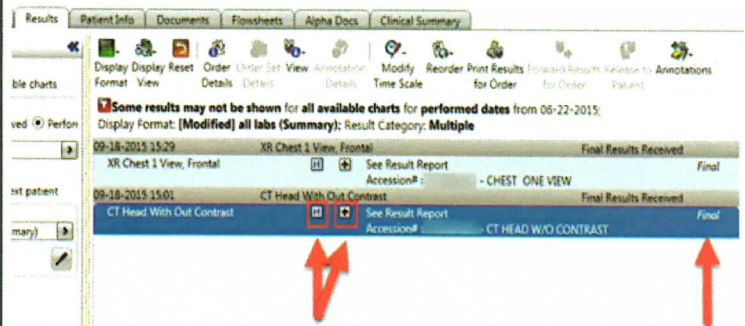 Results Patient Info Documents Flowsheets Alpha Docs Clinical Summary
Display Display Reset Order Order Set View Annotation Modify Reorder Print Results Forward Results Release to Annotations
Format View Details Details Details Time Scale for Order for Order Patient
ble charts
Some results may not be shown for all available charts for performed dates from 06-22-2015;
ved Perforn
Display Format: [Modified] all labs (Summary); Result Category: Multiple
09-18-2015 15:29 XR Chest 1 View, Frontal Final Results Received
XR Chest 1 View, Frontal H See Result Report Final
Accession# : - CHEST ONE VIEW
ext patient
09-18-2015 15:01 CT Head With Out Contrast Final Results Received
CT Head With Out Contrast H See Result Report Final
mary) Accession# : - CT HEAD W/O CONTRAST